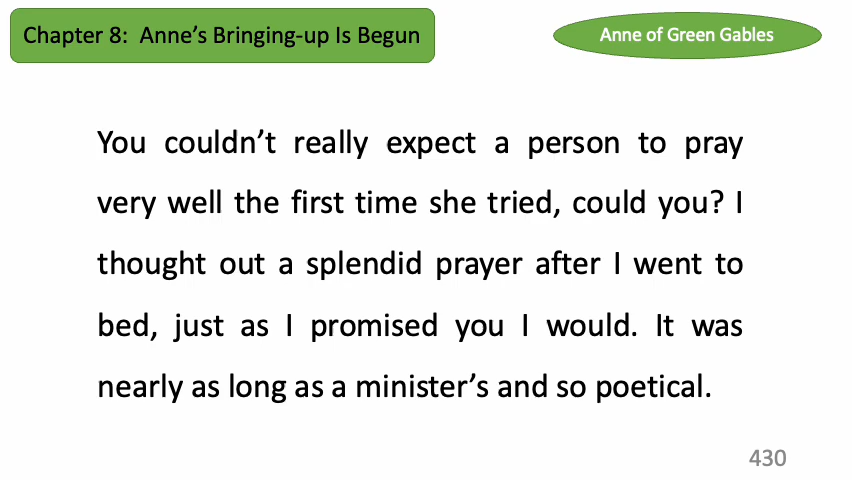 Chapter 8:  Anne’s Bringing-up Is Begun
Anne of Green Gables
You couldn’t really expect a person to pray
very well the first time she tried, could you? I
thought out a splendid prayer after I went to
bed, just as I promised you I would. It was
nearly as long as a minister’s and so poetical.
430